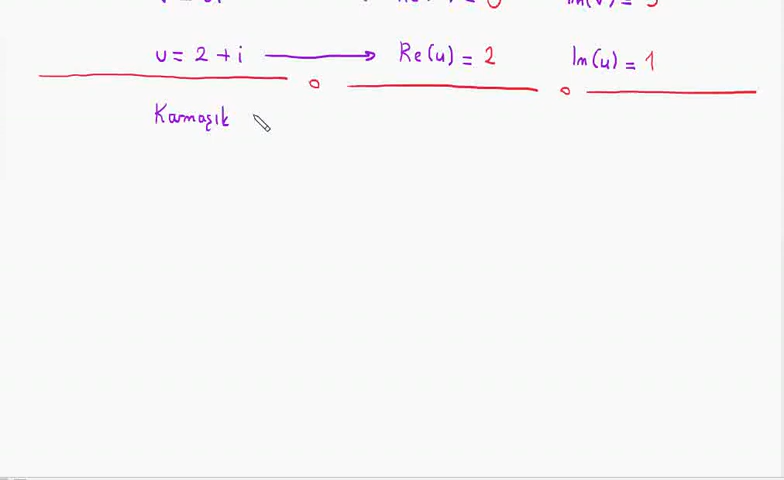 u = 2 + i Re(u) = 2 Im(u) = 1
Karmaşık